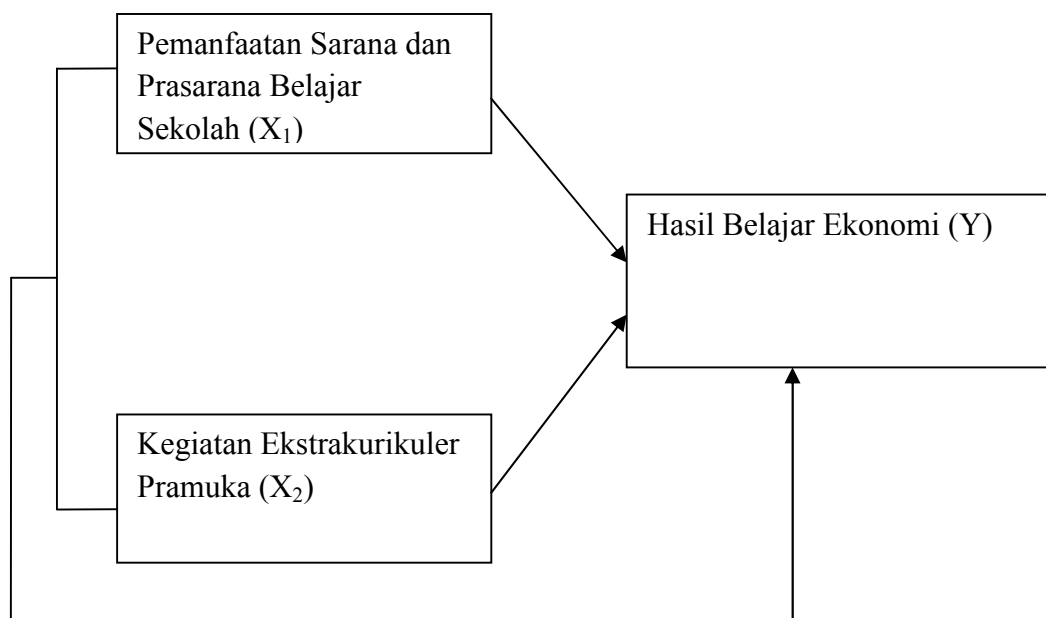 Pemanfaatan Sarana dan
Prasarana Belajar
Sekolah (X₁)
Hasil Belajar Ekonomi (Y)
Kegiatan Ekstrakurikuler
Pramuka (X₂)